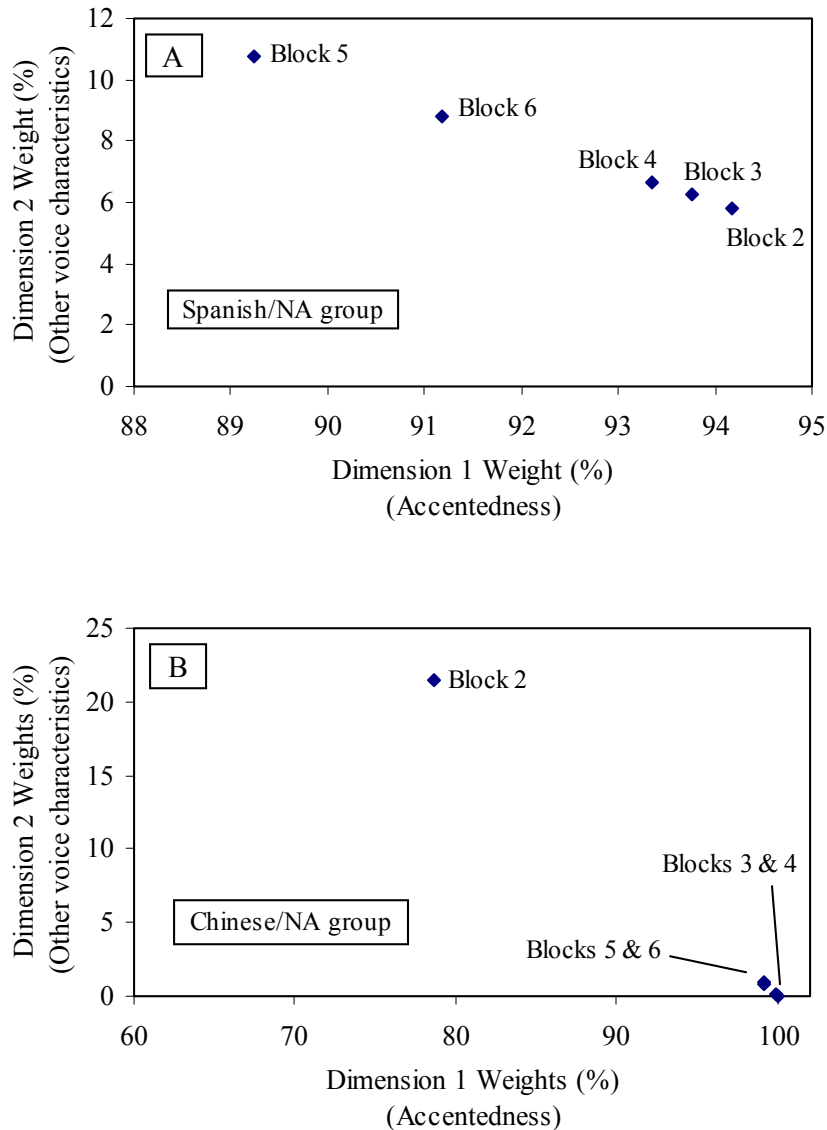 Dimension 2 Weight (%)
(Other voice characteristics)
12
10
8
6
4
2
0
A
Block 5
Block 6
Block 4
Block 3
Block 2
Spanish/NA group
88 89 90 91 92 93 94 95
Dimension 1 Weight (%)
(Accentedness)
Dimension 2 Weights (%)
(Other voice characteristics)
25
20
15
10
5
0
B
Block 2
Blocks 3 & 4
Chinese/NA group
Blocks 5 & 6
60 70 80 90 100
Dimension 1 Weights (%)
(Accentedness)